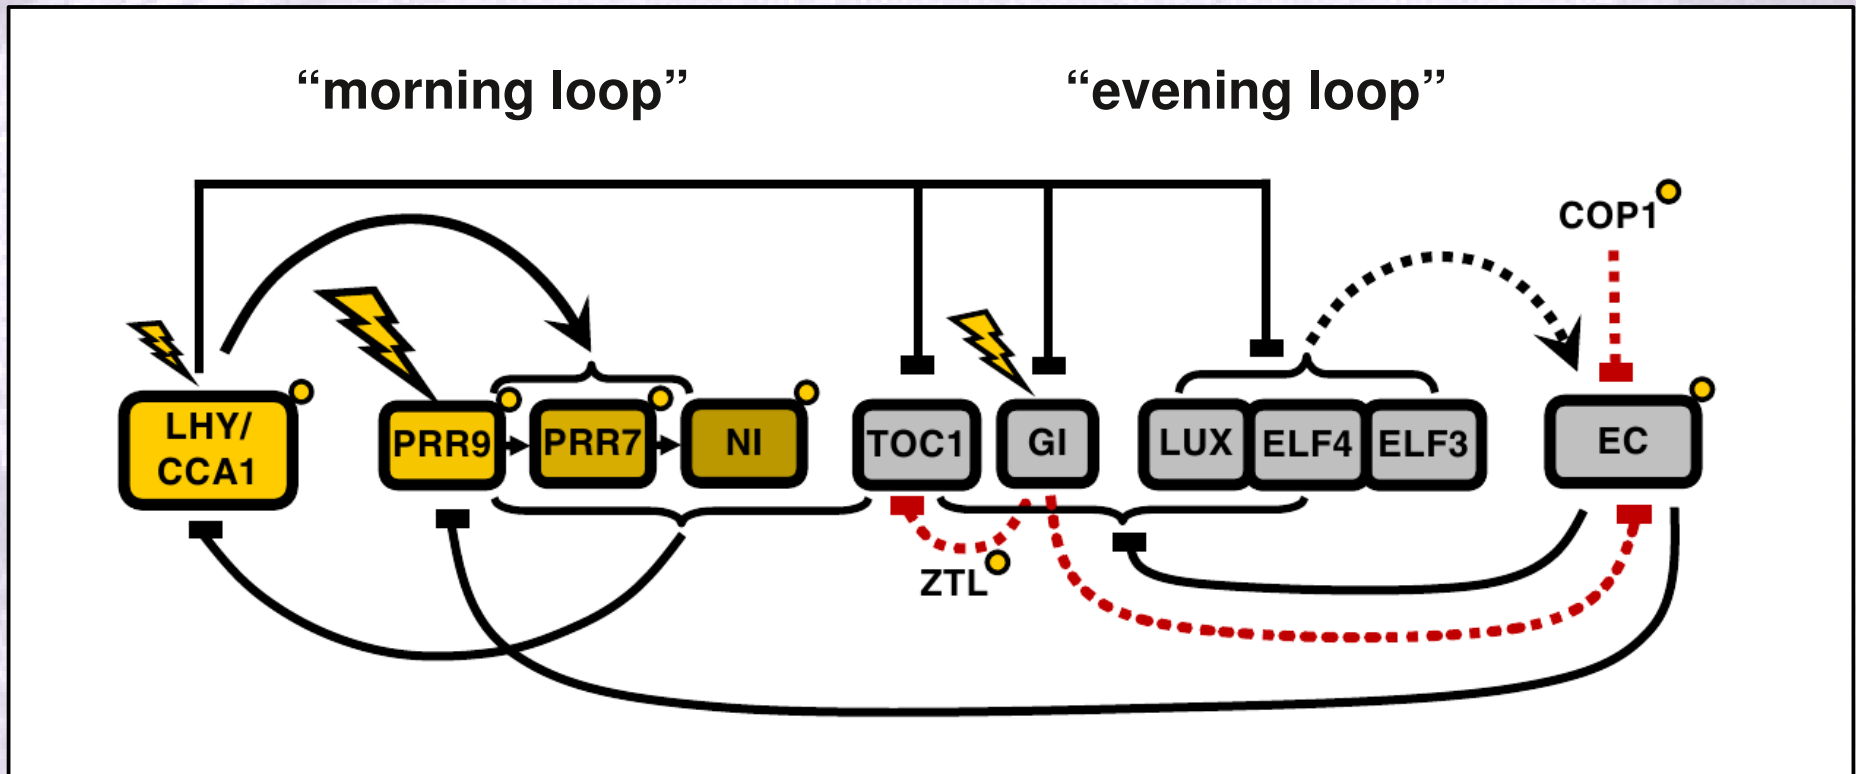 “morning loop”
“evening loop”
COP1
LHY/
CCA1
PRR9
PRR7
NI
TOC1
GI
LUX
ELF4
ELF3
EC
ZTL